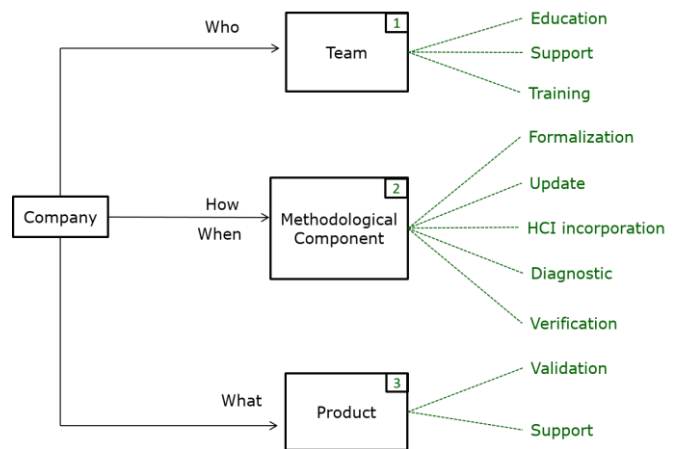 Who
1
Team
Education
Support
Training
Company
How
When
2
Methodological
Component
Formalization
Update
HCI incorporation
Diagnostic
Verification
What
3
Product
Validation
Support